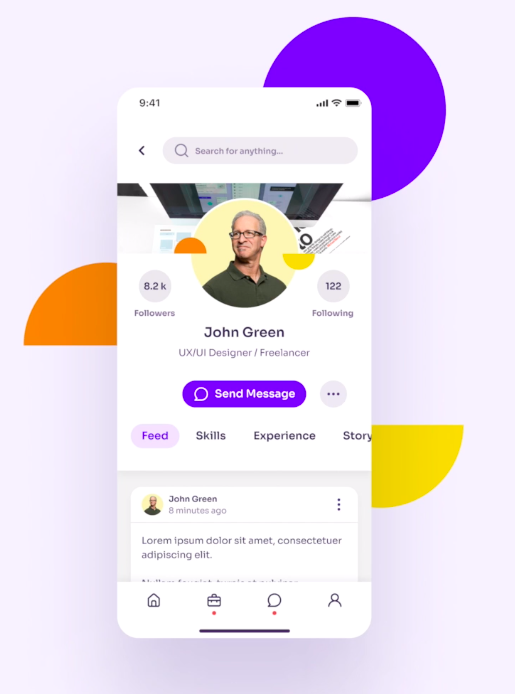 9:41
Search for anything...
8.2 k
122
Followers
Following
John Green
UX/UI Designer / Freelancer
Send Message
Feed
Skills
Experience
Story
John Green
8 minutes ago
Lorem ipsum dolor sit amet, consectetuer
adipiscing elit.